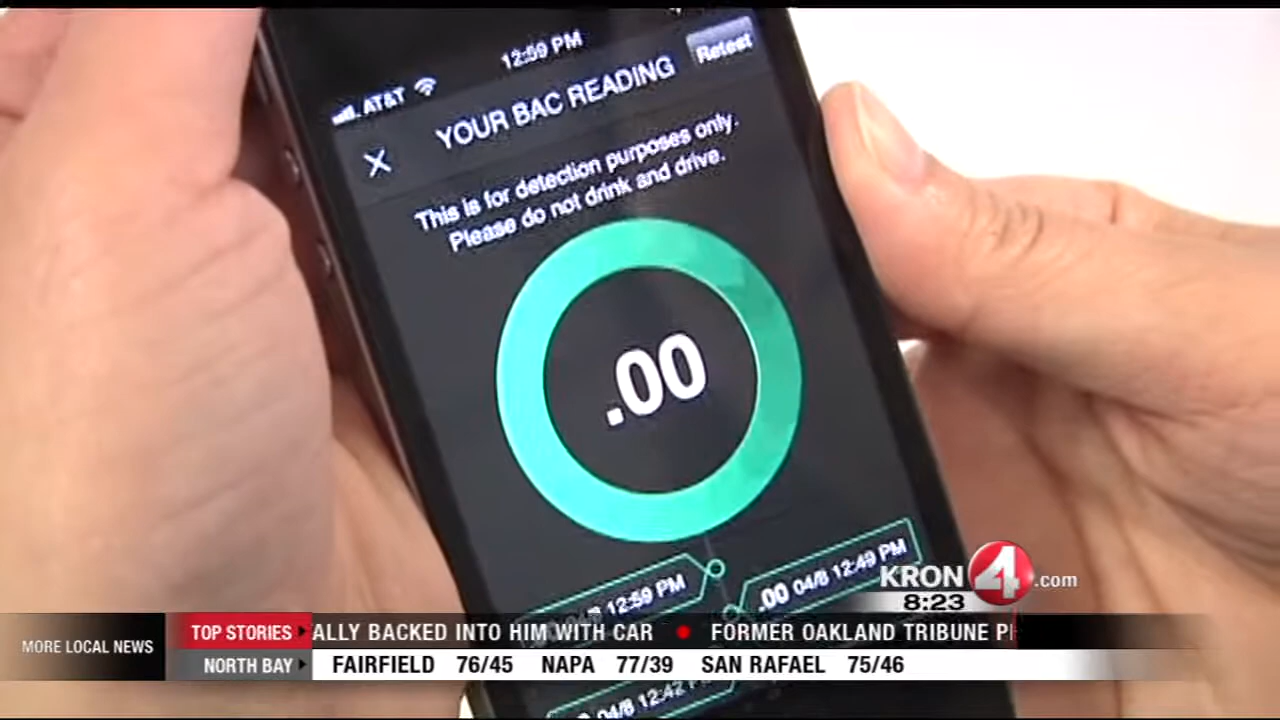 AT&T 12:59 PM
YOUR BAC READING
Retest
This is for detection purposes only.
Please do not drink and drive.
.00
04/8 12:59 PM
.00 04/8 12:49 PM
04/8 12:42
KRON 4.com
8:23
MORE LOCAL NEWS
TOP STORIES
ALLY BACKED INTO HIM WITH CAR • FORMER OAKLAND TRIBUNE
NORTH BAY
FAIRFIELD 76/45 NAPA 77/39 SAN RAFAEL 75/46